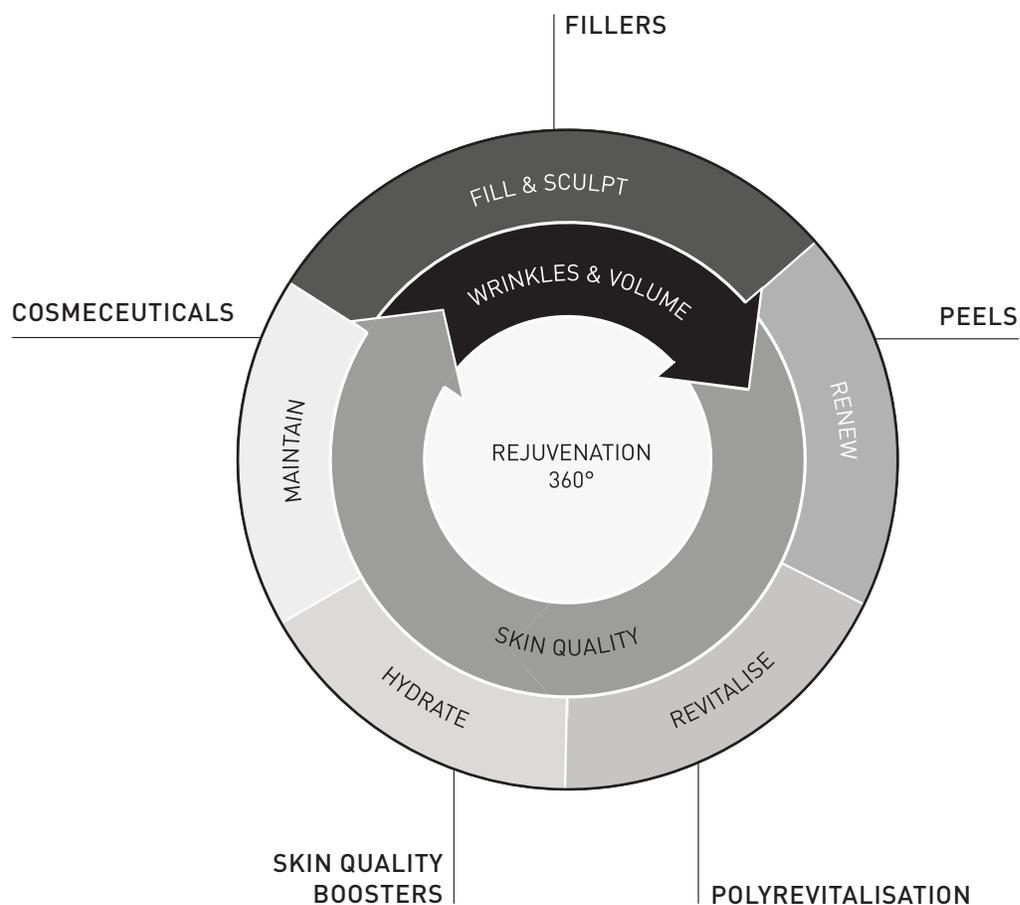 FILLERS
FILL & SCULPT
WRINKLES & VOLUME
COSMECEUTICALS
PEELS
RENEW
MAINTAIN
REJUVENATION
360°
SKIN QUALITY
HYDRATE
REVITALISE
SKIN QUALITY
BOOSTERS
POLYREVITALISATION